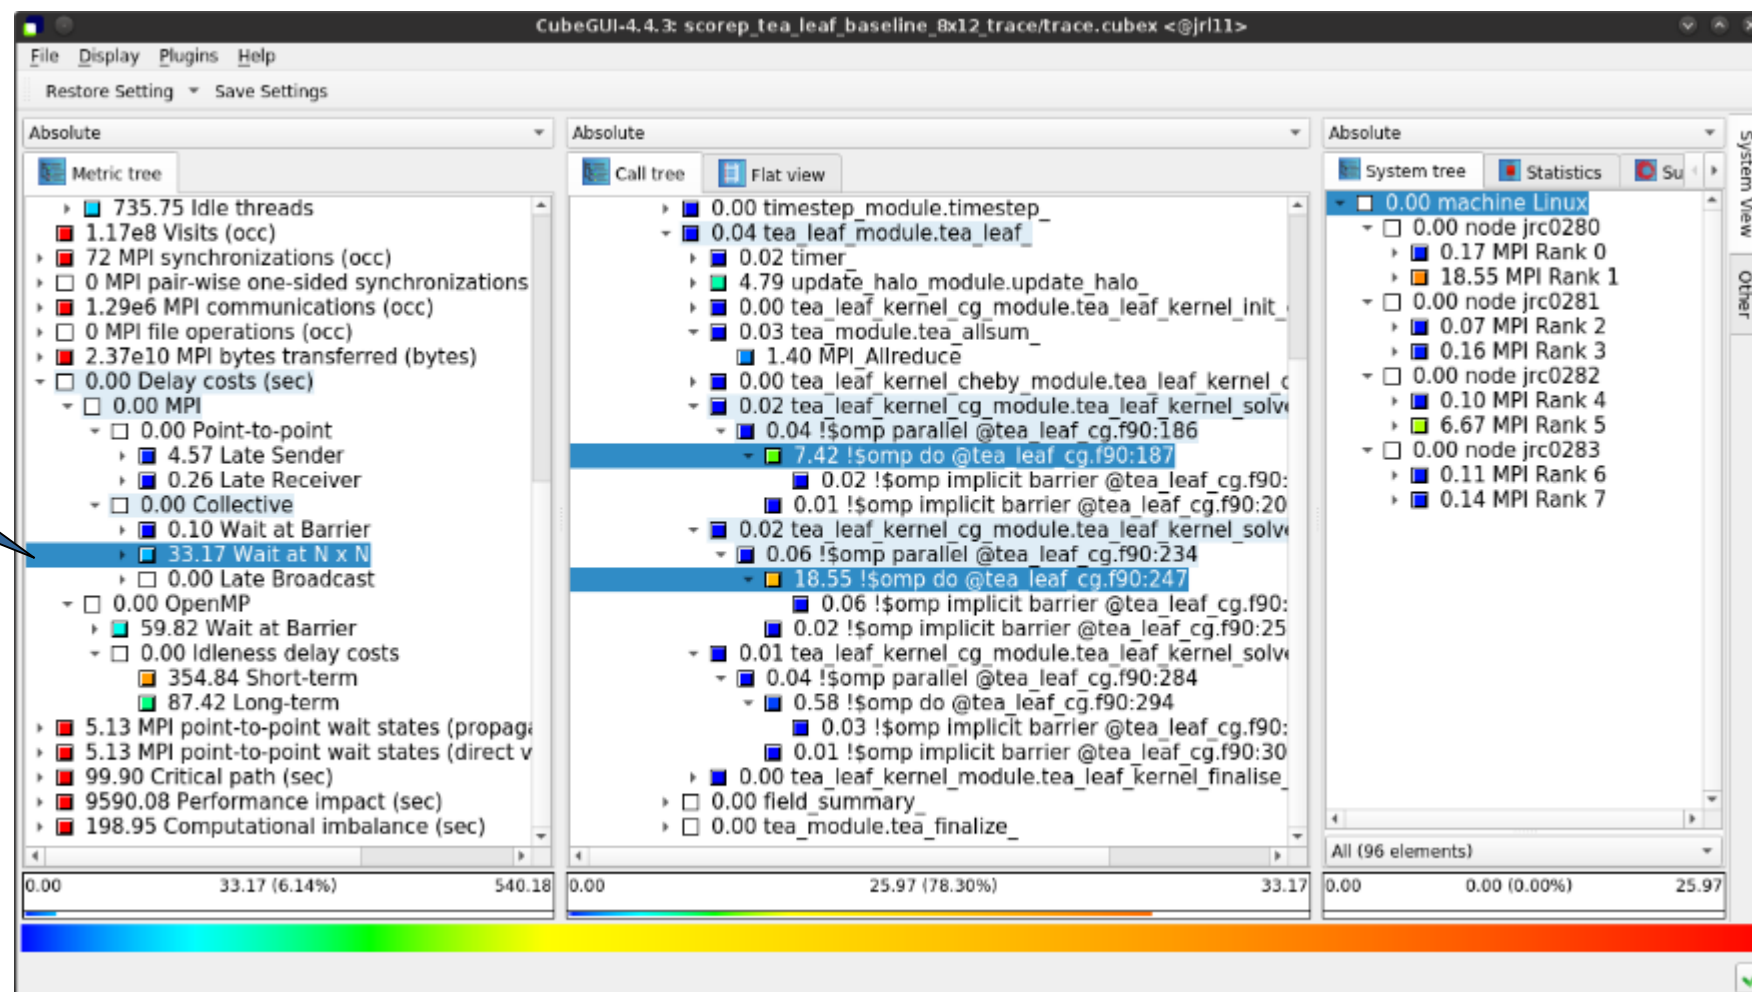 CubeGUI-4.4.3: scorep_tea_leaf_baseline_8x12_trace/trace.cubex <@jrl11>
File Display Plugins Help
Restore Setting Save Settings
Absolute
Metric tree
735.75 Idle threads
1.17e8 Visits (occ)
72 MPI synchronizations (occ)
0 MPI pair-wise one-sided synchronizations
1.29e6 MPI communications (occ)
0 MPI file operations (occ)
2.37e10 MPI bytes transferred (bytes)
0.00 Delay costs (sec)
0.00 MPI
0.00 Point-to-point
4.57 Late Sender
0.26 Late Receiver
0.00 Collective
0.10 Wait at Barrier
33.17 Wait at N x N
0.00 Late Broadcast
0.00 OpenMP
59.82 Wait at Barrier
0.00 Idleness delay costs
354.84 Short-term
87.42 Long-term
5.13 MPI point-to-point wait states (propaga
5.13 MPI point-to-point wait states (direct v
99.90 Critical path (sec)
9590.08 Performance impact (sec)
198.95 Computational imbalance (sec)
0.00 33.17 (6.14%) 540.18
Absolute
Call tree Flat view
0.00 timestep_module.timestep_
0.04 tea_leaf_module.tea_leaf_
0.02 timer_
4.79 update_halo_module.update_halo_
0.00 tea_leaf_kernel_cg_module.tea_leaf_kernel_init_
0.03 tea_module.tea_allsum_
1.40 MPI_Allreduce
0.00 tea_leaf_kernel_cheby_module.tea_leaf_kernel_c
0.02 tea_leaf_kernel_cg_module.tea_leaf_kernel_solve
0.04 !$omp parallel @tea_leaf_cg.f90:186
7.42 !$omp do @tea_leaf_cg.f90:187
0.02 !$omp implicit barrier @tea_leaf_cg.f90:
0.01 !$omp implicit barrier @tea_leaf_cg.f90:20
0.02 tea_leaf_kernel_cg_module.tea_leaf_kernel_solve
0.06 !$omp parallel @tea_leaf_cg.f90:234
18.55 !$omp do @tea_leaf_cg.f90:247
0.06 !$omp implicit barrier @tea_leaf_cg.f90:
0.02 !$omp implicit barrier @tea_leaf_cg.f90:25
0.01 tea_leaf_kernel_cg_module.tea_leaf_kernel_solve
0.04 !$omp parallel @tea_leaf_cg.f90:284
0.58 !$omp do @tea_leaf_cg.f90:294
0.03 !$omp implicit barrier @tea_leaf_cg.f90:
0.01 !$omp implicit barrier @tea_leaf_cg.f90:30
0.00 tea_leaf_kernel_module.tea_leaf_kernel_finalise_
0.00 field_summary_
0.00 tea_module.tea_finalize_
0.00 25.97 (78.30%) 33.17
Absolute
System tree Statistics Su
0.00 machine Linux
0.00 node jrc0280
0.17 MPI Rank 0
18.55 MPI Rank 1
0.00 node jrc0281
0.07 MPI Rank 2
0.16 MPI Rank 3
0.00 node jrc0282
0.10 MPI Rank 4
6.67 MPI Rank 5
0.00 node jrc0283
0.11 MPI Rank 6
0.14 MPI Rank 7
All (96 elements)
0.00 0.00 (0.00%) 25.97
System View
Other